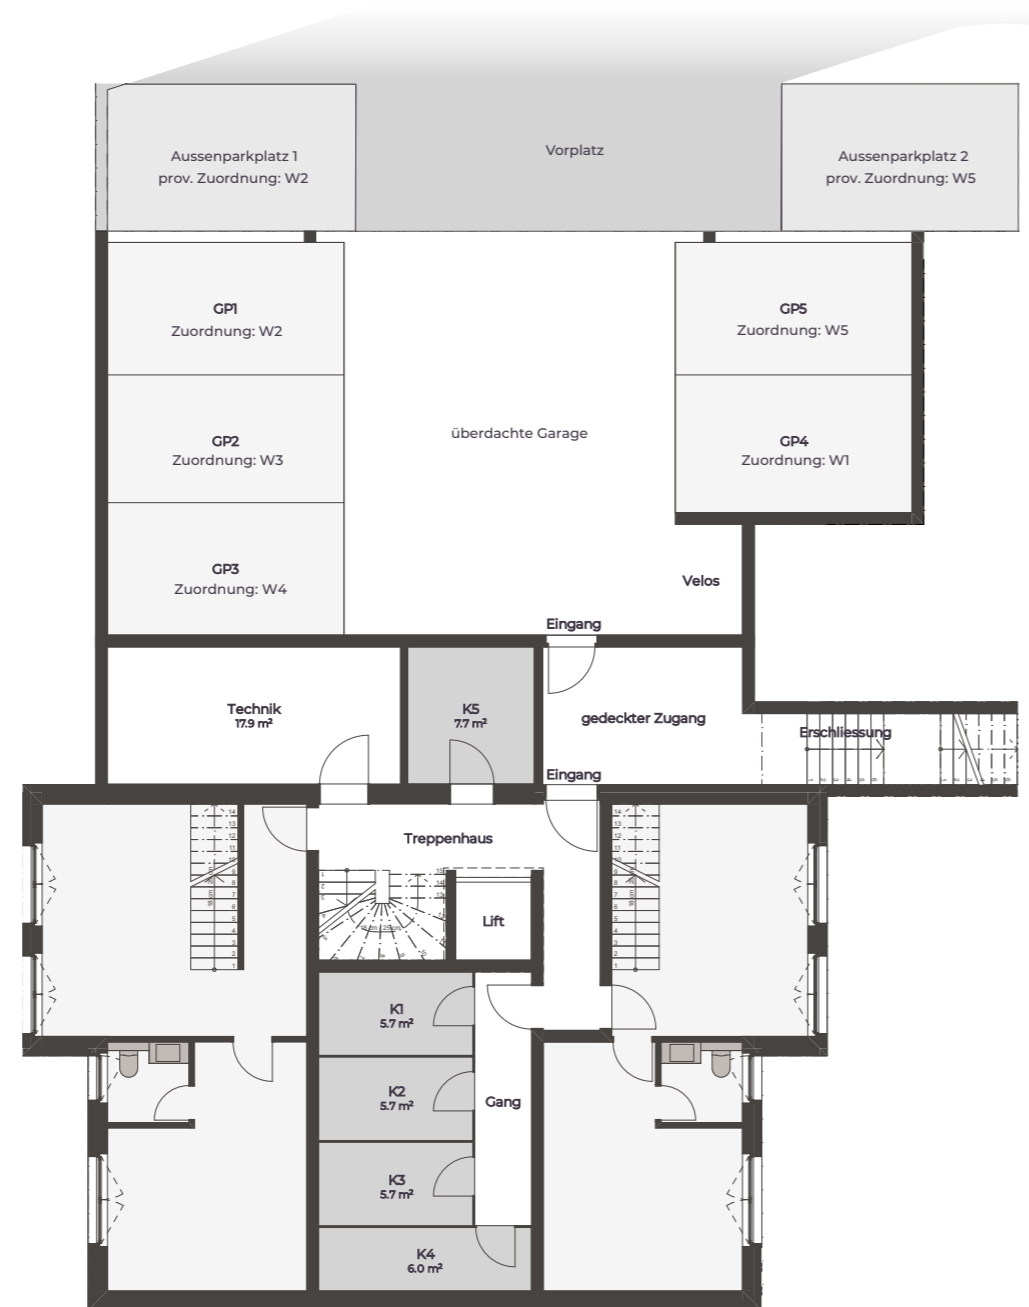 Aussenparkplatz 1
prov. Zuordnung: W2
Vorplatz
Aussenparkplatz 2
prov. Zuordnung: W5
GP1
Zuordnung: W2
GP5
Zuordnung: W5
überdachte Garage
GP2
Zuordnung: W3
GP4
Zuordnung: W1
GP3
Zuordnung: W4
Velos
Eingang
Technik
17.9 m²
K5
7.7 m²
gedeckter Zugang
Erschliessung
Eingang
Treppenhaus
Lift
K1
5.7 m²
K2
5.7 m²
Gang
K3
5.7 m²
K4
6.0 m²